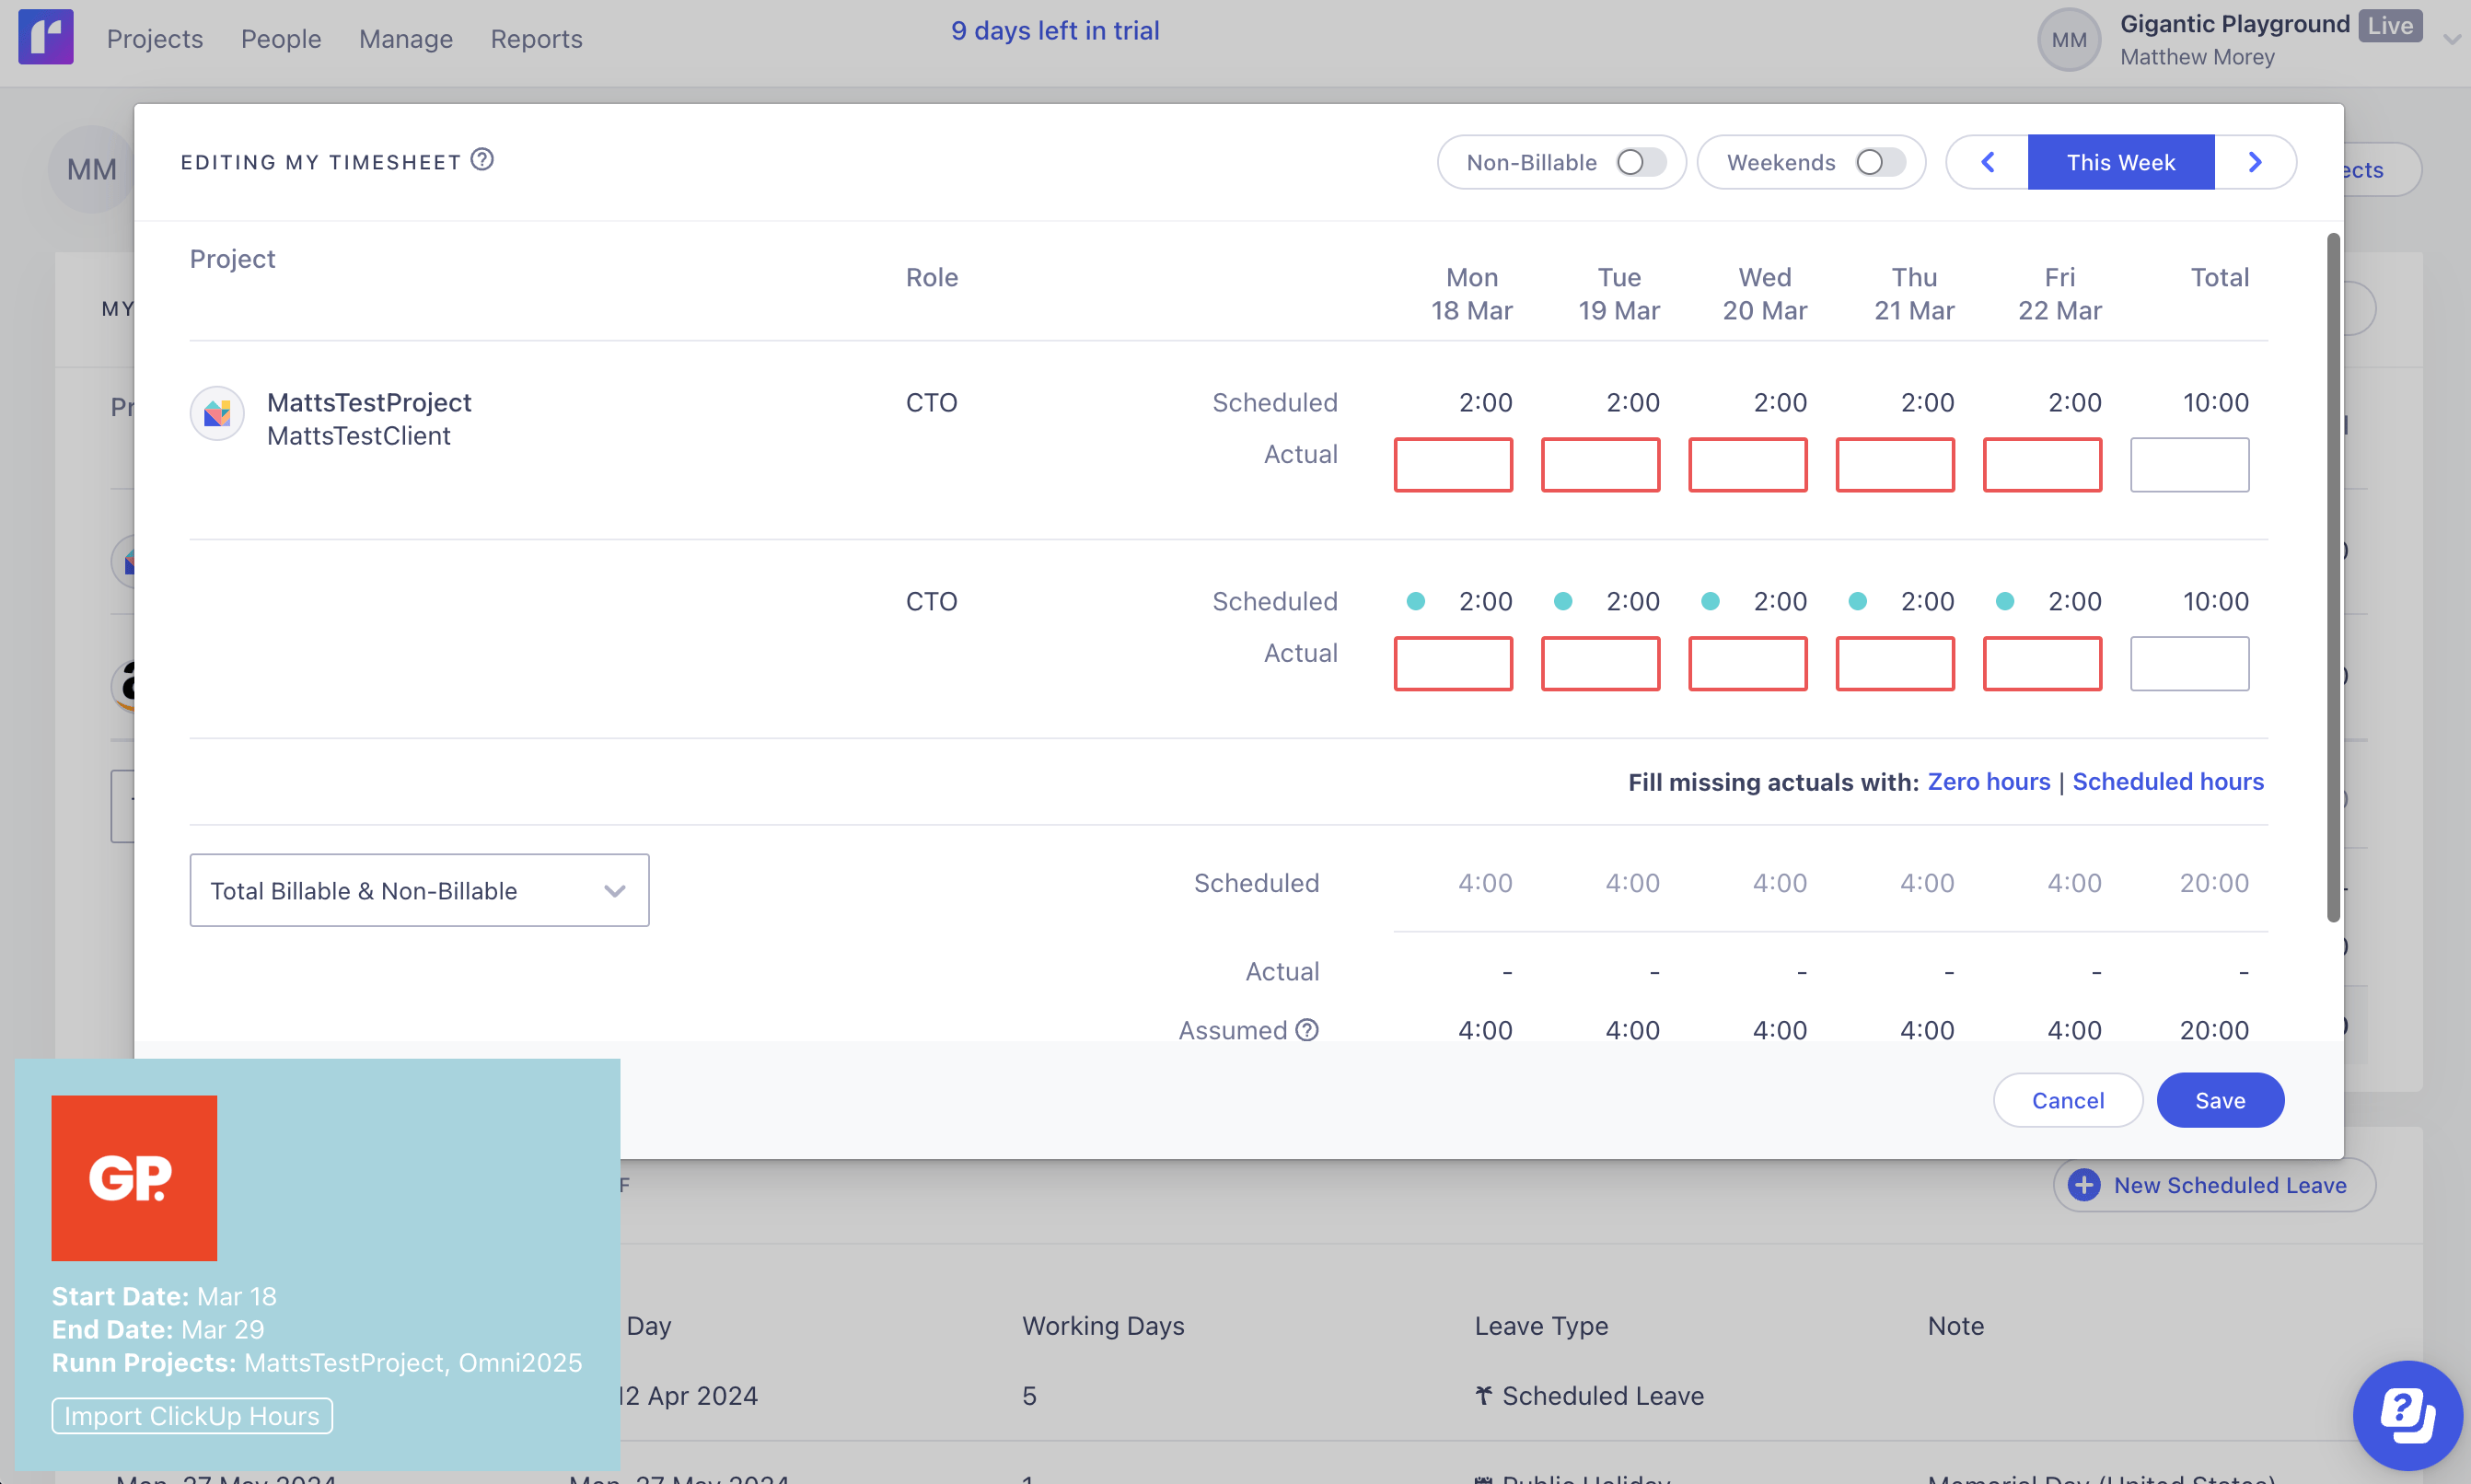 Projects People Manage Reports
9 days left in trial
MM
Gigantic Playground Live
Matthew Morey
MM
EDITING MY TIMESHEET
Non-Billable
Weekends
This Week
MY
Project
Role
Mon
18 Mar
Tue
19 Mar
Wed
20 Mar
Thu
21 Mar
Fri
22 Mar
Total
MattsTestProject
MattsTestClient
CTO
Scheduled 2:00 2:00 2:00 2:00 2:00 10:00
Actual
CTO
Scheduled 2:00 2:00 2:00 2:00 2:00 10:00
Actual
Fill missing actuals with: Zero hours | Scheduled hours
Total Billable & Non-Billable
Scheduled 4:00 4:00 4:00 4:00 4:00 20:00
Actual - - - - - -
Assumed 4:00 4:00 4:00 4:00 4:00 20:00
Cancel
Save
New Scheduled Leave
GP.
Start Date: Mar 18
End Date: Mar 29
Runn Projects: MattsTestProject, Omni2025
Import ClickUp Hours
Day
Working Days
Leave Type
Note
12 Apr 2024
5
Scheduled Leave
Mon, 27 May 2024
Mon, 27 May 2024
1
Public Holiday
Memorial Day (United States)